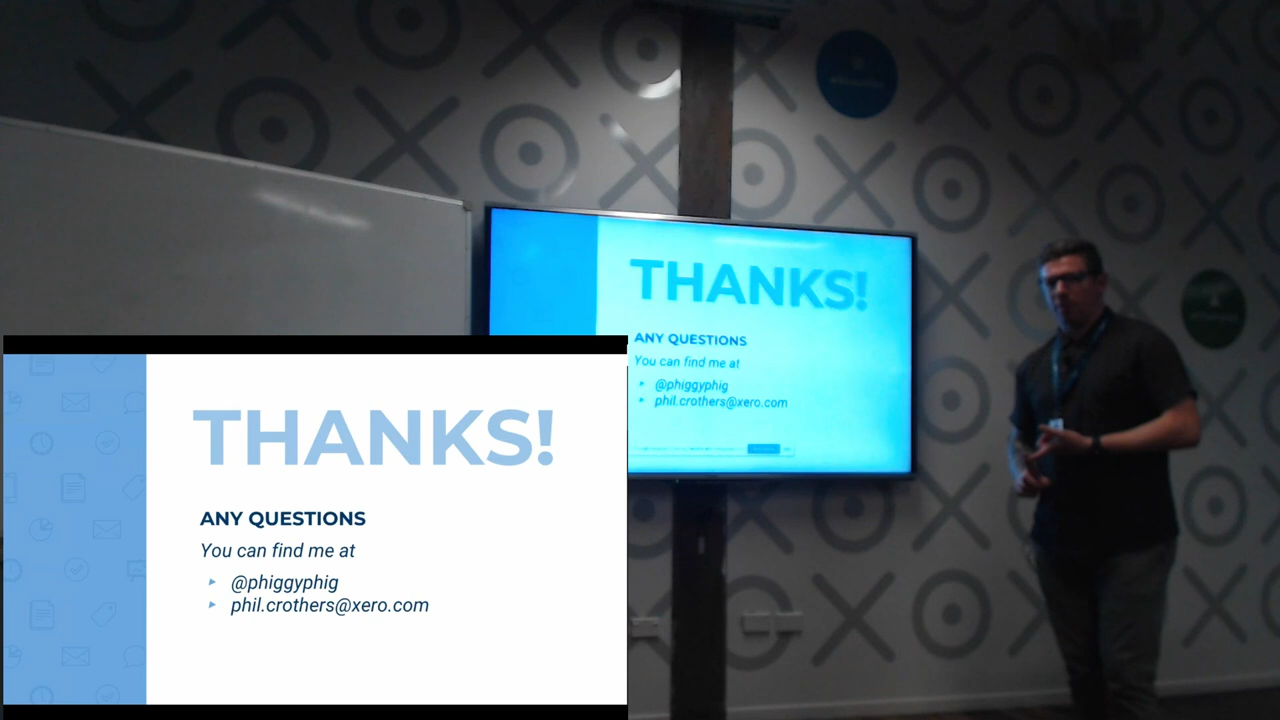 THANKS!
ANY QUESTIONS
You can find me at
@phiggyphig
phil.crothers@xero.com
THANKS!
ANY QUESTIONS
You can find me at
@phiggyphig
phil.crothers@xero.com